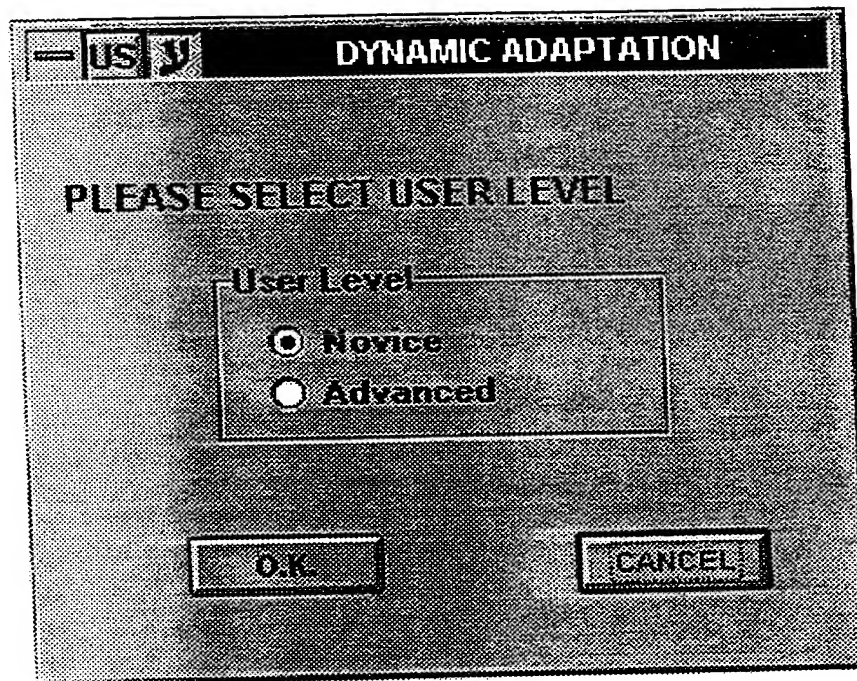 US DYNAMIC ADAPTATION
PLEASE SELECT USER LEVEL
User Level
Novice
Advanced
O.K. CANCEL